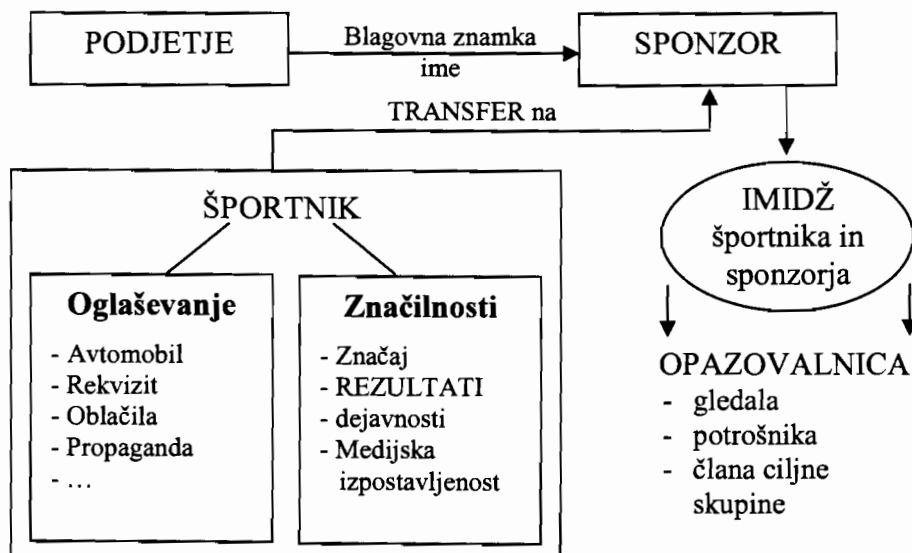 PODJETJE
Blagovna znamka
ime
SPONZOR
TRANSFER na
ŠPORTNIK
Oglaševanje
- Avtomobil
- Rekvizit
- Oblačila
- Propaganda
- …
Značilnosti
- Značaj
- REZULTATI
- dejavnosti
- Medijska
izpostavljenost
IMIDŽ
športnika in
sponzorja
OPAZOVALNICA
- gledala
- potrošnika
- člana ciljne
skupine